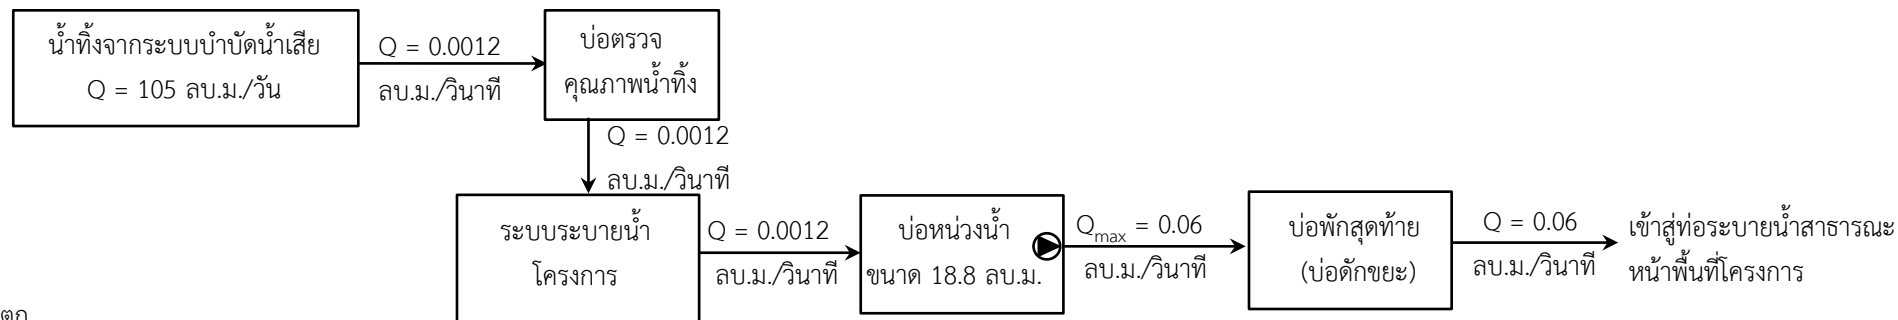 น้ำทิ้งจากระบบบำบัดน้ำเสีย
Q = 105 ลบ.ม./วัน
Q = 0.0012
ลบ.ม./วินาที
บ่อตรวจ
คุณภาพน้ำทิ้ง
Q = 0.0012
ลบ.ม./วินาที
ระบบระบายน้ำ
โครงการ
Q = 0.0012
ลบ.ม./วินาที
บ่อหน่วงน้ำ
ขนาด 18.8 ลบ.ม.
Qmax = 0.06
ลบ.ม./วินาที
บ่อพักสุดท้าย
(บ่อดักขยะ)
Q = 0.06
ลบ.ม./วินาที
เข้าสู่ท่อระบายน้ำสาธารณะ
หน้าพื้นที่โครงการ